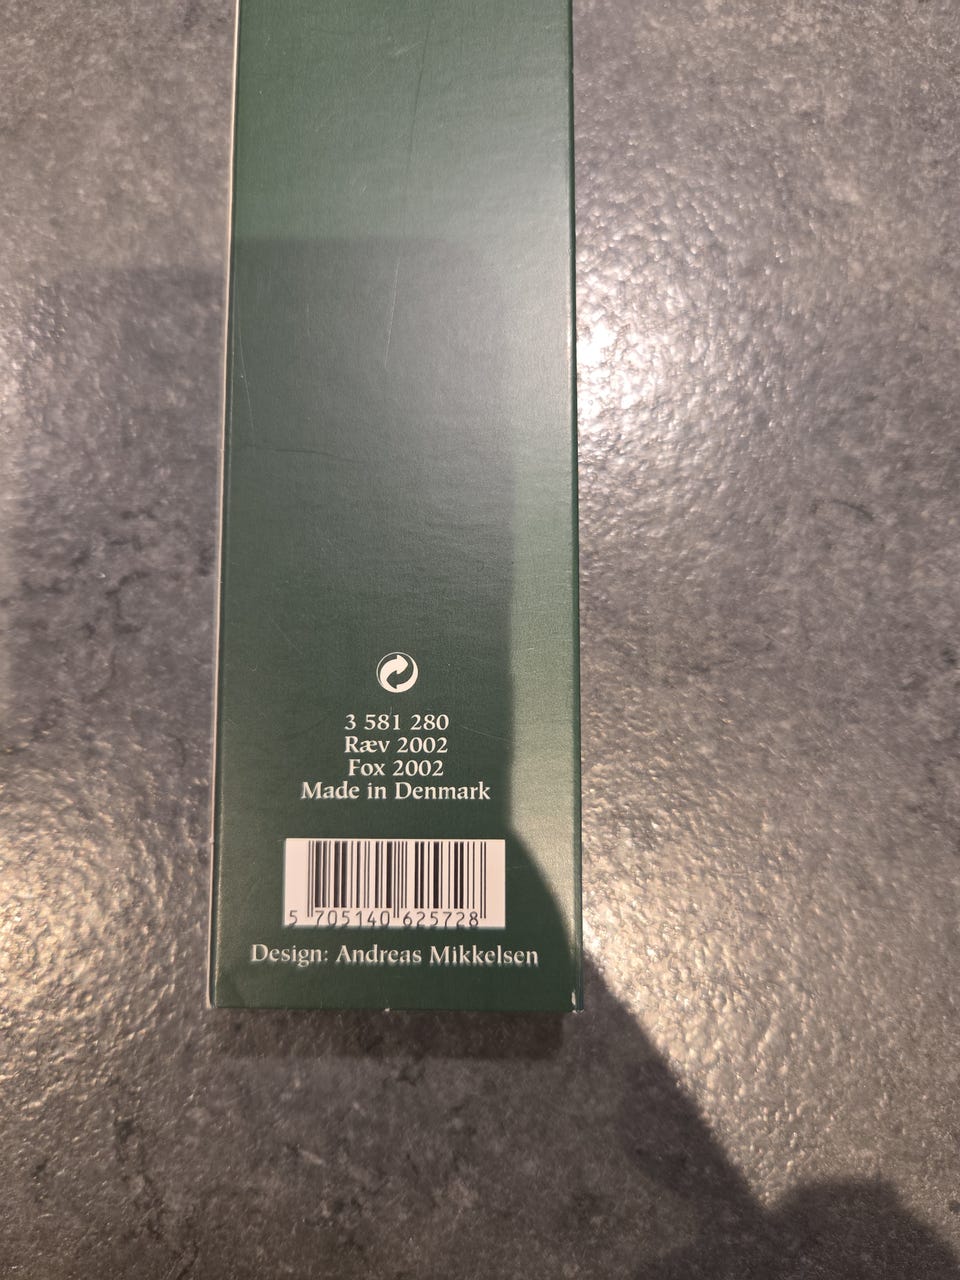 3 581 280
Ræv 2002
Fox 2002
Made in Denmark
5 705140 625728
Design: Andreas Mikkelsen